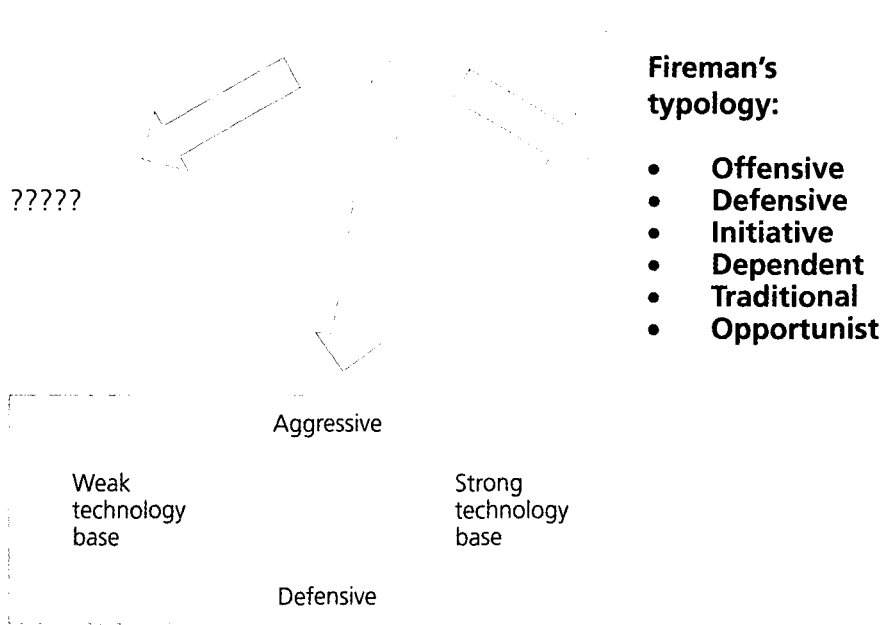 Fireman's
typology:
• Offensive
• Defensive
• Initiative
• Dependent
• Traditional
• Opportunist
?????
Aggressive
Weak
technology
base
Strong
technology
base
Defensive